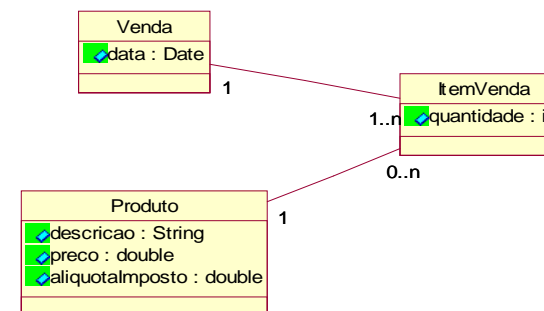 Venda
data : Date
1
ItemVenda
1..n
quantidade : i
0..n
Produto
1
descricao : String
preco : double
aliquotaImposto : double